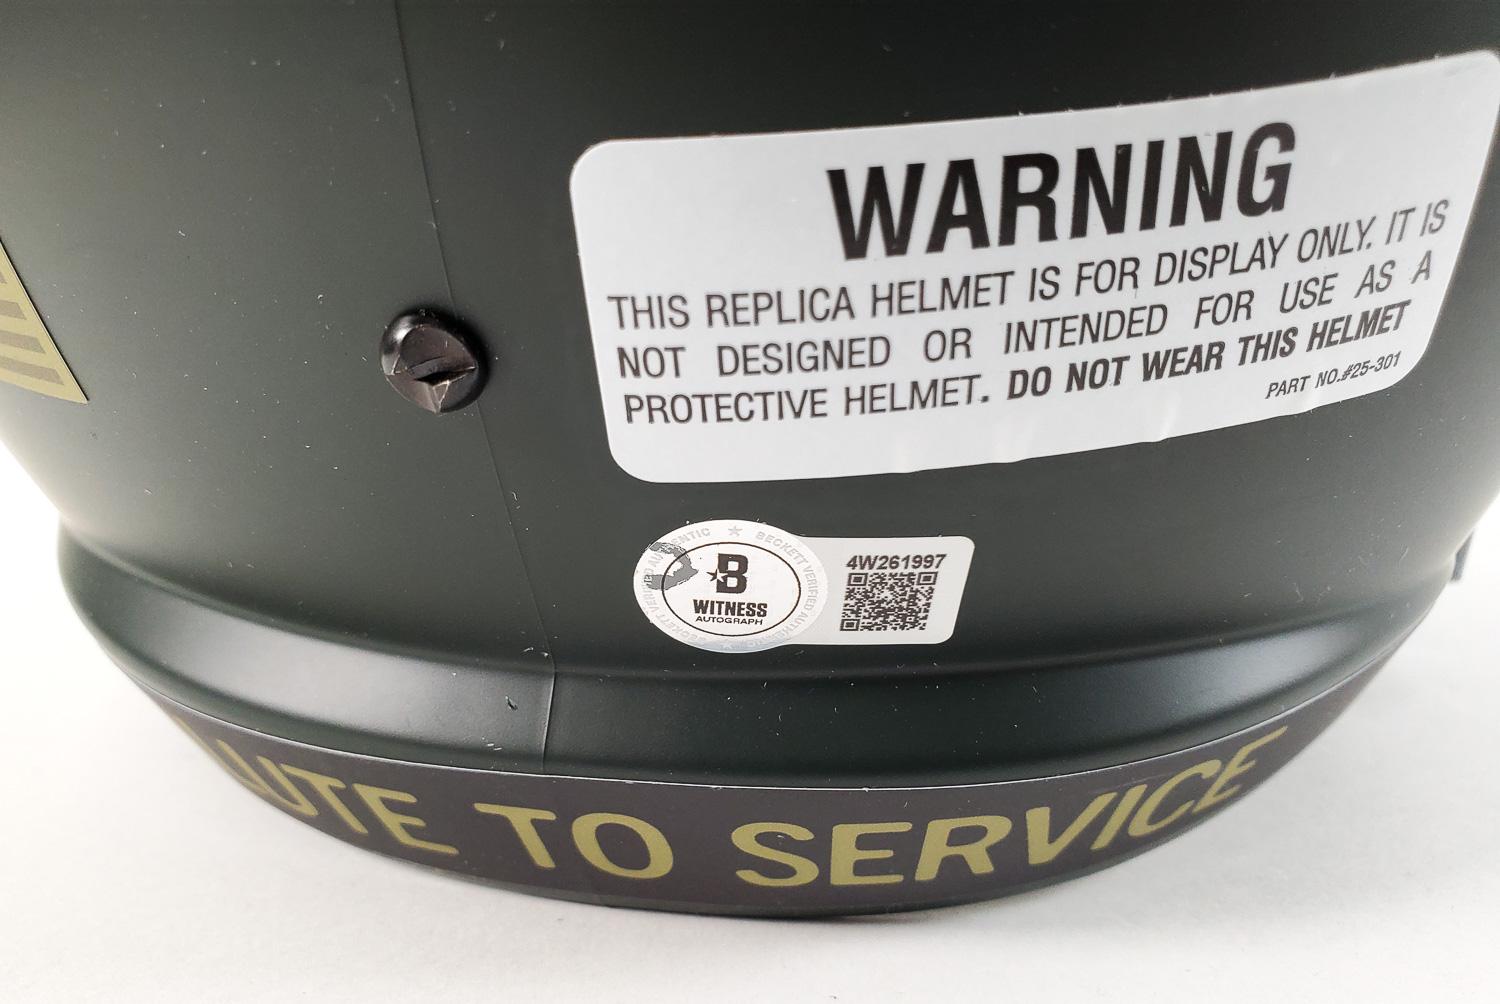 WARNING
THIS REPLICA HELMET IS FOR DISPLAY ONLY. IT IS
NOT DESIGNED OR INTENDED FOR USE AS A
PROTECTIVE HELMET. DO NOT WEAR THIS HELMET
PART NO.#25-301
BECKETT VERIFIED AUTHENTIC
B
WITNESS
AUTOGRAPH
4W261997
UTE TO SERVICE